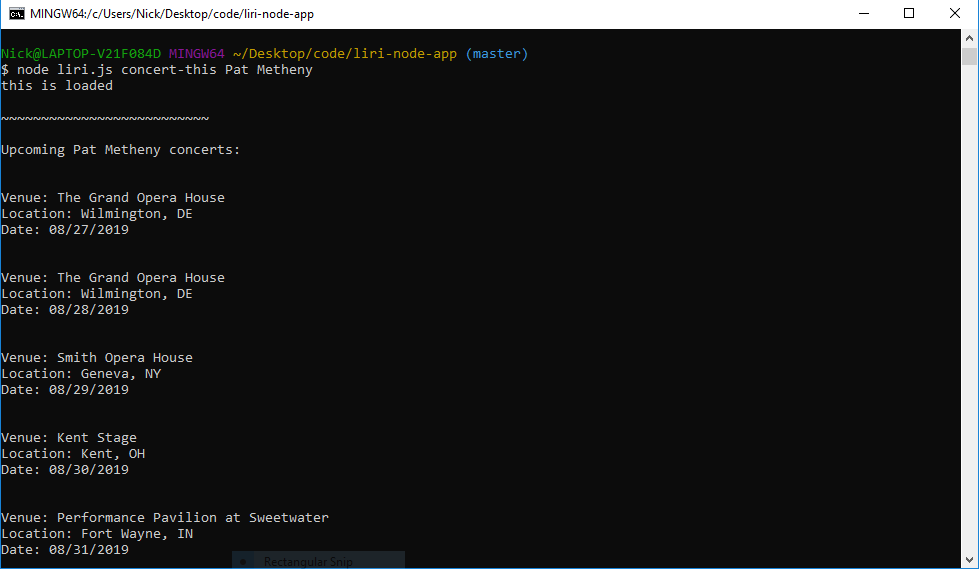 MINGW64:/c/Users/Nick/Desktop/code/liri-node-app
Nick@LAPTOP-V21F084D MINGW64 ~/Desktop/code/liri-node-app (master)
$ node liri.js concert-this Pat Metheny
this is loaded
~~~~~~~~~~~~~~~~~~~~~~~~~~
Upcoming Pat Metheny concerts:
Venue: The Grand Opera House
Location: Wilmington, DE
Date: 08/27/2019
Venue: The Grand Opera House
Location: Wilmington, DE
Date: 08/28/2019
Venue: Smith Opera House
Location: Geneva, NY
Date: 08/29/2019
Venue: Kent Stage
Location: Kent, OH
Date: 08/30/2019
Venue: Performance Pavilion at Sweetwater
Location: Fort Wayne, IN
Date: 08/31/2019
Rectangular Snip